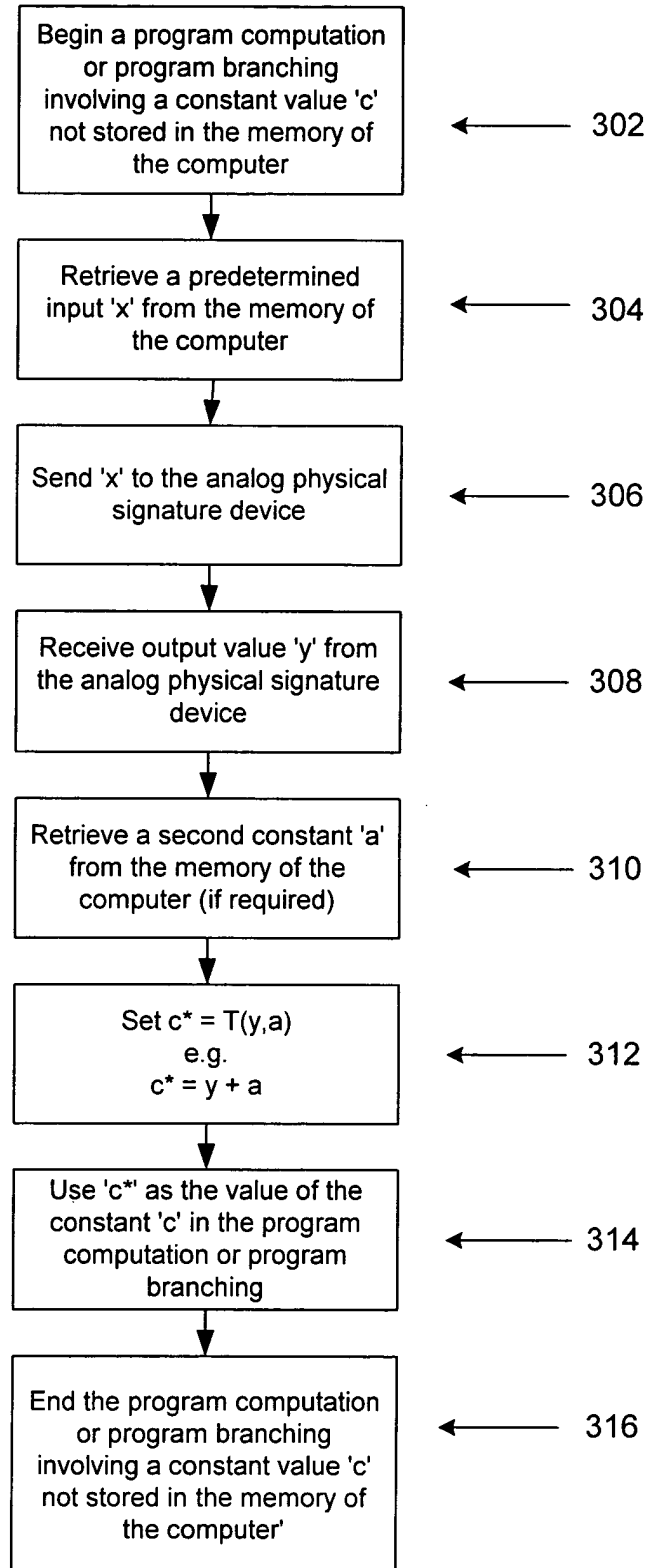 Begin a program computation
or program branching
involving a constant value 'c'
not stored in the memory of
the computer
302
Retrieve a predetermined
input 'x' from the memory of
the computer
304
Send 'x' to the analog physical
signature device
306
Receive output value 'y' from
the analog physical signature
device
308
Retrieve a second constant 'a'
from the memory of the
computer (if required)
310
Set c* = T(y,a)
e.g.
c* = y + a
312
Use 'c*' as the value of the
constant 'c' in the program
computation or program
branching
314
End the program computation
or program branching
involving a constant value 'c'
not stored in the memory of
the computer'
316